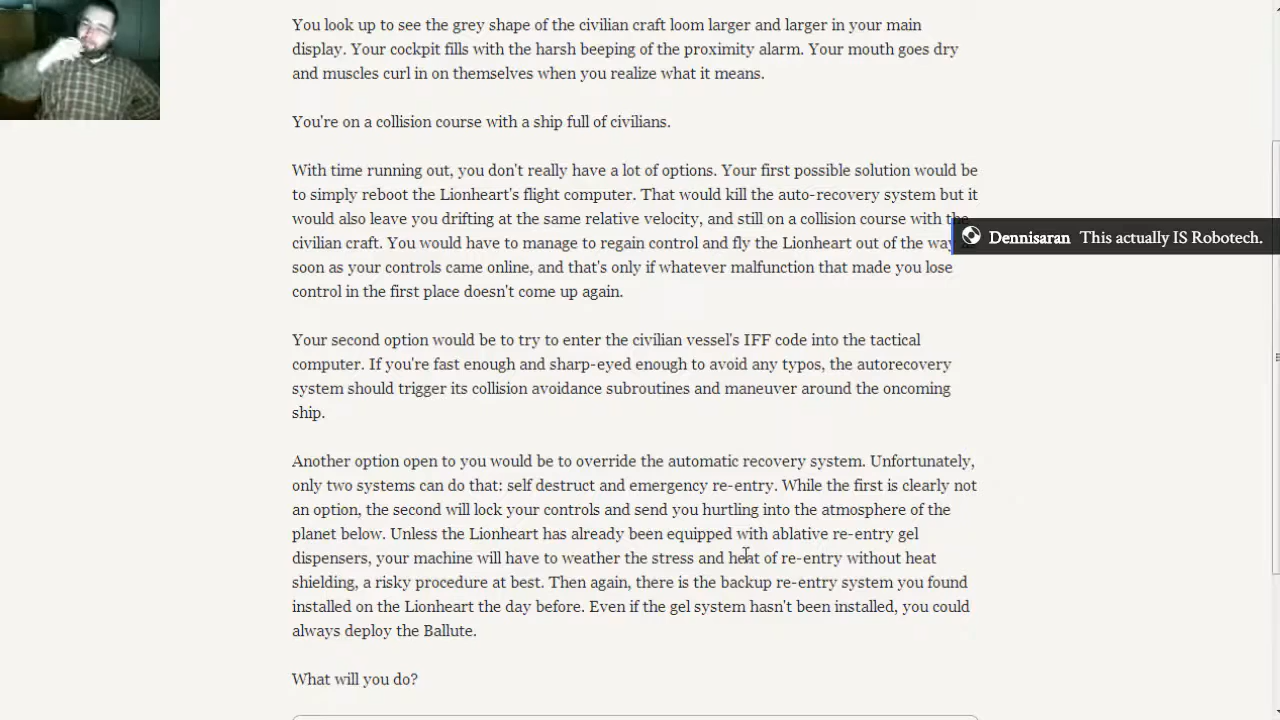 You look up to see the grey shape of the civilian craft loom larger and larger in your main
display. Your cockpit fills with the harsh beeping of the proximity alarm. Your mouth goes dry
and muscles curl in on themselves when you realize what it means.
You're on a collision course with a ship full of civilians.
With time running out, you don't really have a lot of options. Your first possible solution would be
to simply reboot the Lionheart's flight computer. That would kill the auto-recovery system but it
would also leave you drifting at the same relative velocity, and still on a collision course with the
civilian craft. You would have to manage to regain control and fly the Lionheart out of the way
Dennisaran This actually IS Robotech.
soon as your controls came online, and that's only if whatever malfunction that made you lose
control in the first place doesn't come up again.
Your second option would be to try to enter the civilian vessel's IFF code into the tactical
computer. If you're fast enough and sharp-eyed enough to avoid any typos, the autorecovery
system should trigger its collision avoidance subroutines and maneuver around the oncoming
ship.
Another option open to you would be to override the automatic recovery system. Unfortunately,
only two systems can do that: self destruct and emergency re-entry. While the first is clearly not
an option, the second will lock your controls and send you hurtling into the atmosphere of the
planet below. Unless the Lionheart has already been equipped with ablative re-entry gel
dispensers, your machine will have to weather the stress and heat of re-entry without heat
shielding, a risky procedure at best. Then again, there is the backup re-entry system you found
installed on the Lionheart the day before. Even if the gel system hasn't been installed, you could
always deploy the Ballute.
What will you do?